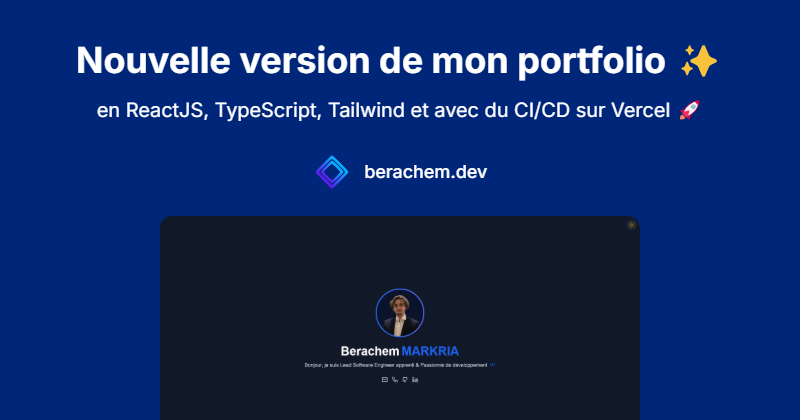 Nouvelle version de mon portfolio ✨
en ReactJS, TypeScript, Tailwind et avec du CI/CD sur Vercel 🚀
berachem.dev
Berachem MARKRIA
Bonjour, je suis Lead Software Engineer apprenti & Passionné de développement